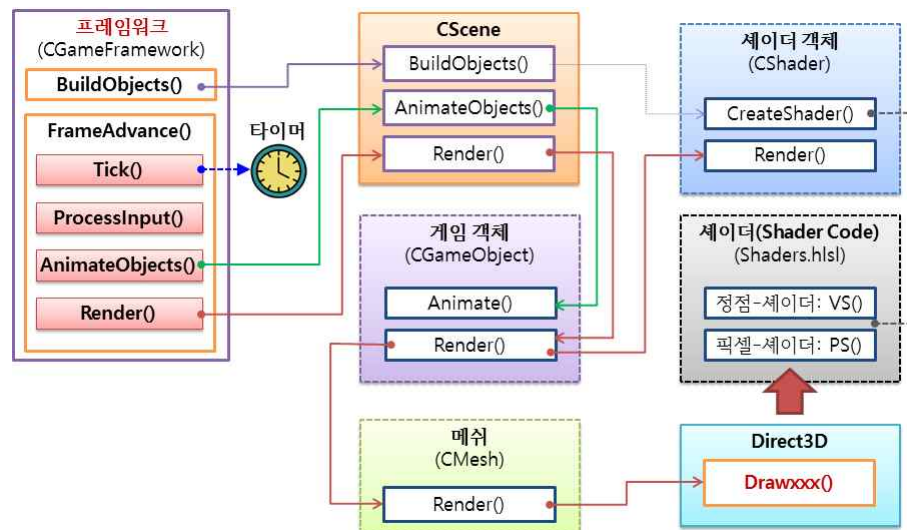 프레임워크
(CGameFramework)
BuildObjects()
FrameAdvance()
Tick()
ProcessInput()
AnimateObjects()
Render()
타이머
CScene
BuildObjects()
AnimateObjects()
Render()
게임 객체
(CGameObject)
Animate()
Render()
메쉬
(CMesh)
Render()
셰이더 객체
(CShader)
CreateShader()
Render()
셰이더(Shader Code)
(Shaders.hlsl)
정점-셰이더: VS()
픽셀-셰이더: PS()
Direct3D
Drawxxx()